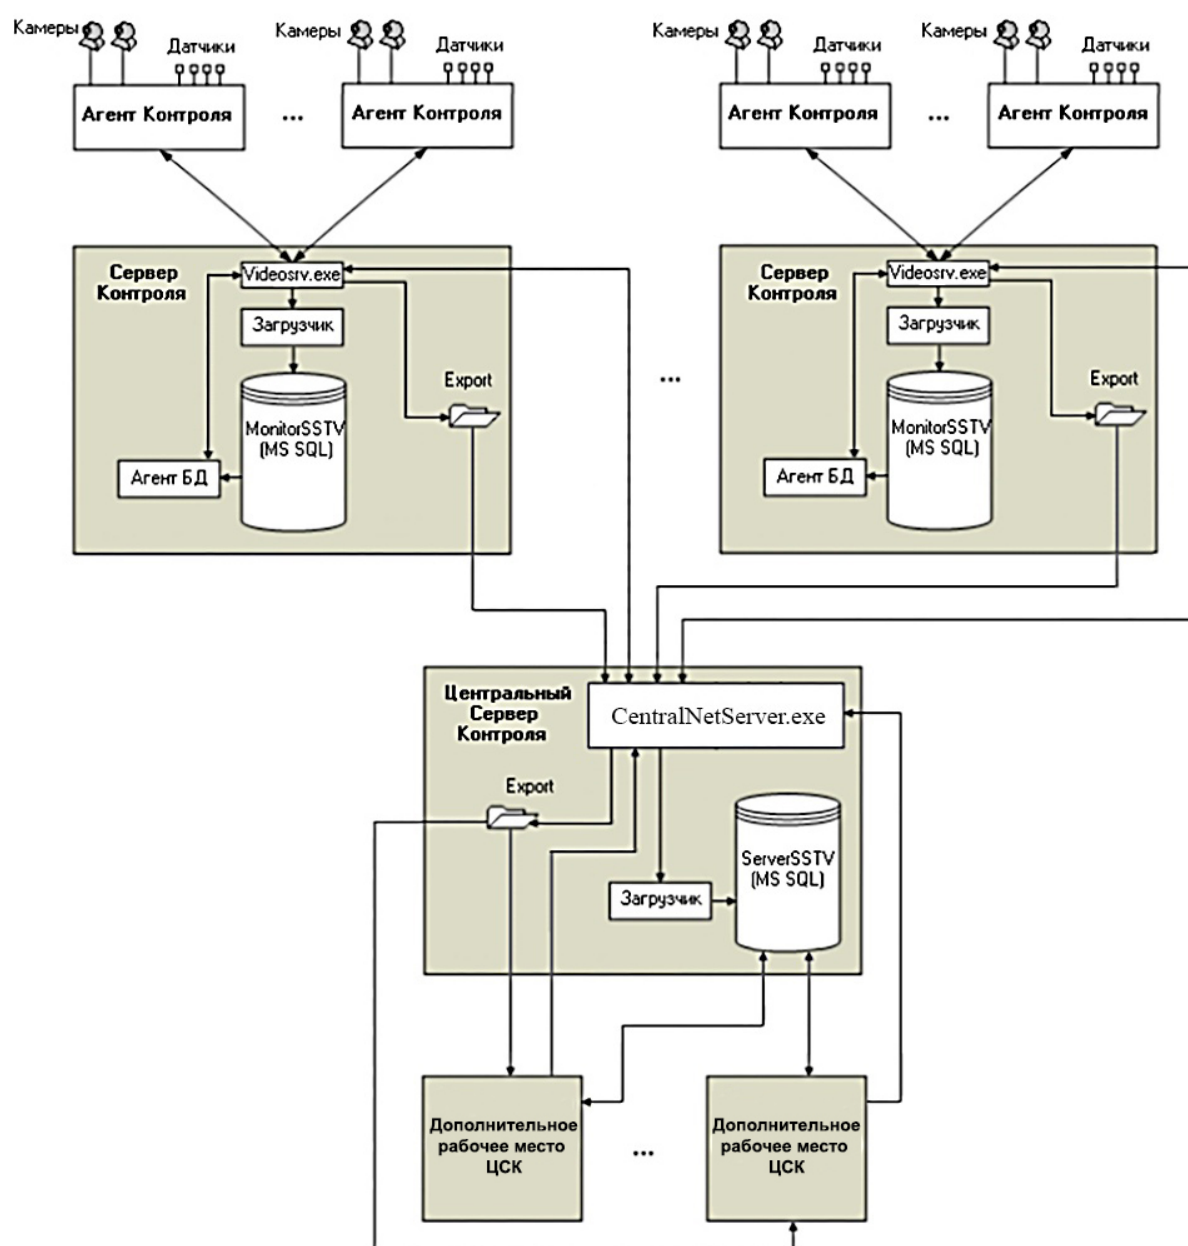 Камеры
Датчики
Агент Контроля
...
Камеры
Датчики
Агент Контроля
Камеры
Датчики
Агент Контроля
...
Камеры
Датчики
Агент Контроля
Сервер
Контроля
Videosrv.exe
Загрузчик
Export
MonitorSSTV
(MS SQL)
Агент БД
...
Сервер
Контроля
Videosrv.exe
Загрузчик
Export
MonitorSSTV
(MS SQL)
Агент БД
Центральный
Сервер
Контроля
CentralNetServer.exe
Export
ServerSSTV
(MS SQL)
Загрузчик
Дополнительное
рабочее место
ЦСК
...
Дополнительное
рабочее место
ЦСК